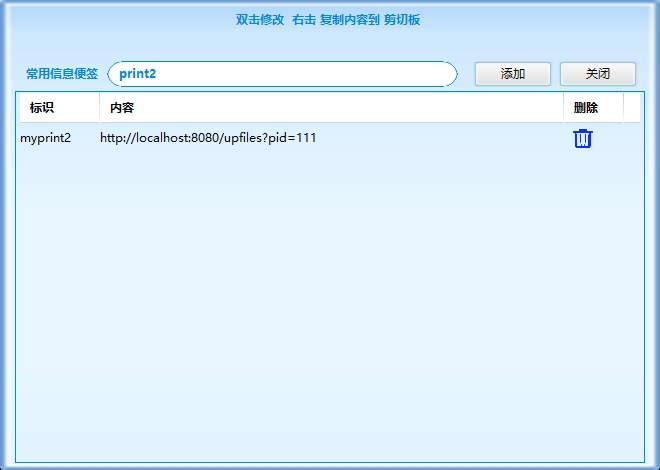 双击修改 右击 复制内容到 剪切板
常用信息便签 print2 添加 关闭
标识 内容 删除
myprint2 http://localhost:8080/upfiles?pid=111